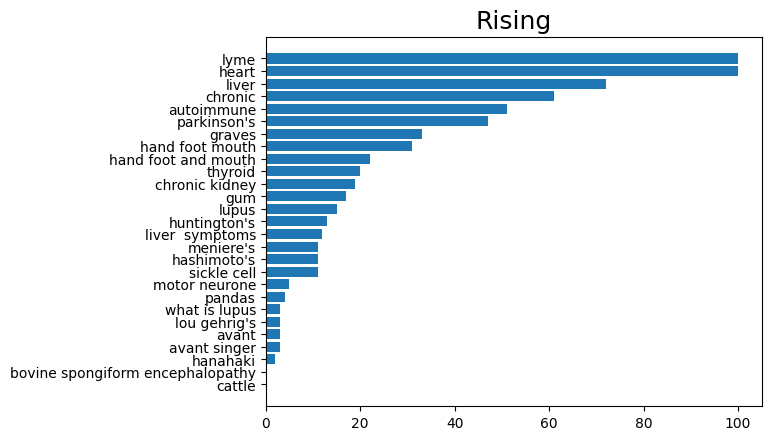 Rising
lyme
heart
liver
chronic
autoimmune
parkinson's
graves
hand foot mouth
hand foot and mouth
thyroid
chronic kidney
gum
lupus
huntington's
liver  symptoms
meniere's
hashimoto's
sickle cell
motor neurone
pandas
what is lupus
lou gehrig's
avant
avant singer
hanahaki
bovine spongiform encephalopathy
cattle
0 20 40 60 80 100